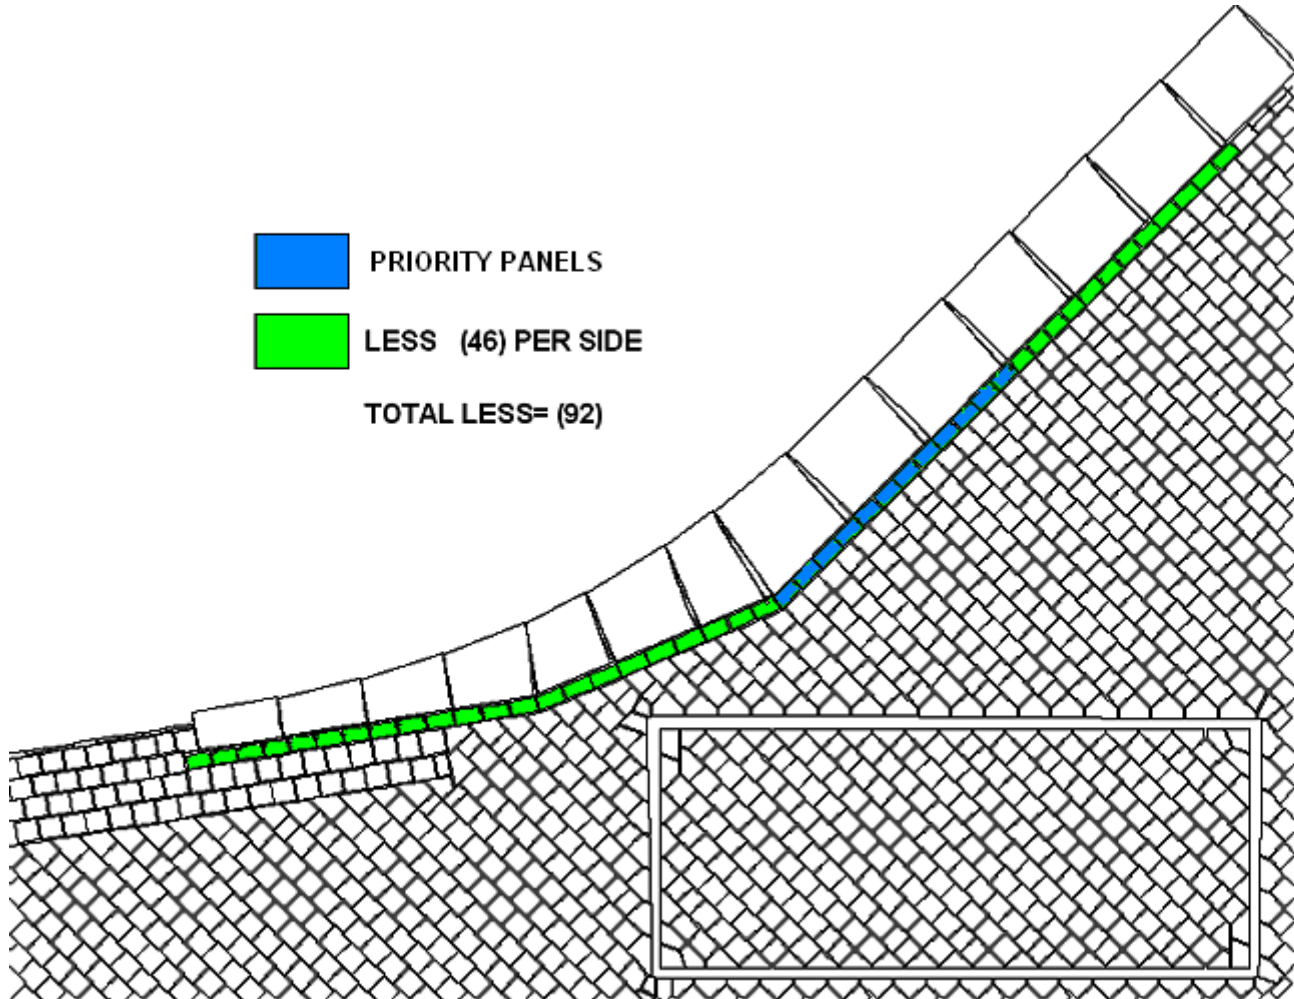 PRIORITY PANELS
LESS (46) PER SIDE
TOTAL LESS= (92)